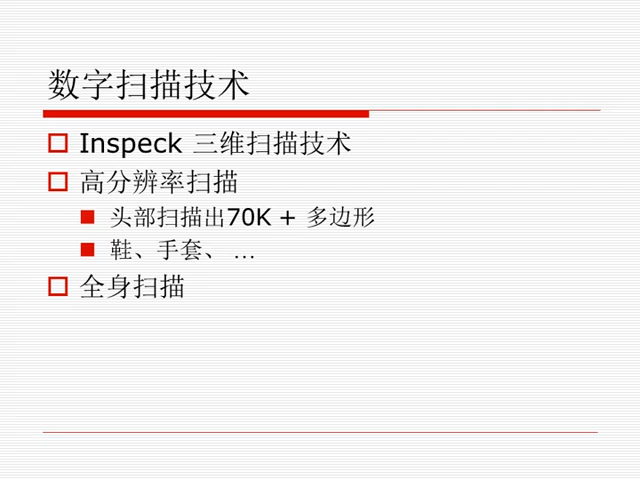 数字扫描技术
Inspeck 三维扫描技术
高分辨率扫描
头部扫描出70K + 多边形
鞋、手套、 …
全身扫描